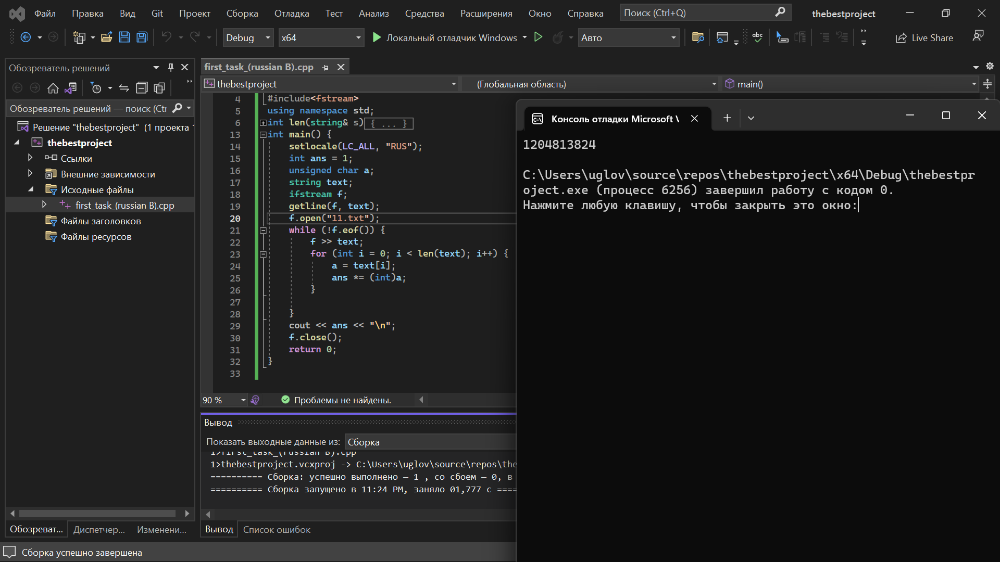 Файл Правка Вид Git Проект Сборка Отладка Тест Анализ Средства Расширения Окно Справка Поиск (Ctrl+Q) thebestproject
Debug x64 Локальный отладчик Windows Авто abc Live Share
Обозреватель решений
Обозреватель решений — поиск (Ctr
Решение "thebestproject" (1 проекта
thebestproject
Ссылки
Внешние зависимости
Исходные файлы
first_task_(russian B).cpp
Файлы заголовков
Файлы ресурсов
Обозреват... Диспетчер... Изменени...
first_task_(russian B).cpp
thebestproject (Глобальная область) main()
4 #include<fstream>
5 using namespace std;
6 int len(string& s){ ... }
13 int main() {
14 setlocale(LC_ALL, "RUS");
15 int ans = 1;
16 unsigned char a;
17 string text;
18 ifstream f;
19 getline(f, text);
20 f.open("11.txt");
21 while (!f.eof()) {
22 f >> text;
23 for (int i = 0; i < len(text); i++) {
24 a = text[i];
25 ans *= (int)a;
26 }
27
28 }
29 cout << ans << "\n";
30 f.close();
31 return 0;
32 }
33
90 % Проблемы не найдены.
Вывод
Показать выходные данные из: Сборка
1>first_task_(russian B).cpp
1>thebestproject.vcxproj -> C:\Users\uglov\source\repos\the
========== Сборка: успешно выполнено — 1 , со сбоем — 0, в
========== Сборка запущено в 11:24 PM, заняло 01,777 с ====
Вывод Список ошибок
Сборка успешно завершена
Консоль отладки Microsoft V
1204813824
C:\Users\uglov\source\repos\thebestproject\x64\Debug\thebestpr
oject.exe (процесс 6256) завершил работу с кодом 0.
Нажмите любую клавишу, чтобы закрыть это окно: